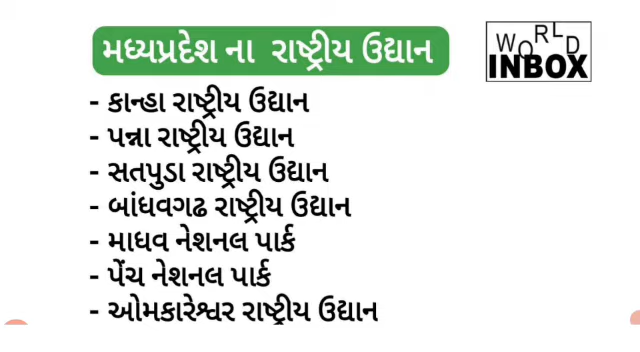 મધ્યપ્રદેશ ના રાષ્ટ્રીય ઉદ્યાન
WORLD
INBOX
- કાન્હા રાષ્ટ્રીય ઉદ્યાન
- પન્ના રાષ્ટ્રીય ઉદ્યાન
- સતપુડા રાષ્ટ્રીય ઉદ્યાન
- બાંધવગઢ રાષ્ટ્રીય ઉદ્યાન
- માધવ નેશનલ પાર્ક
- પેંચ નેશનલ પાર્ક
- ઓમકારેશ્વર રાષ્ટ્રીય ઉદ્યાન